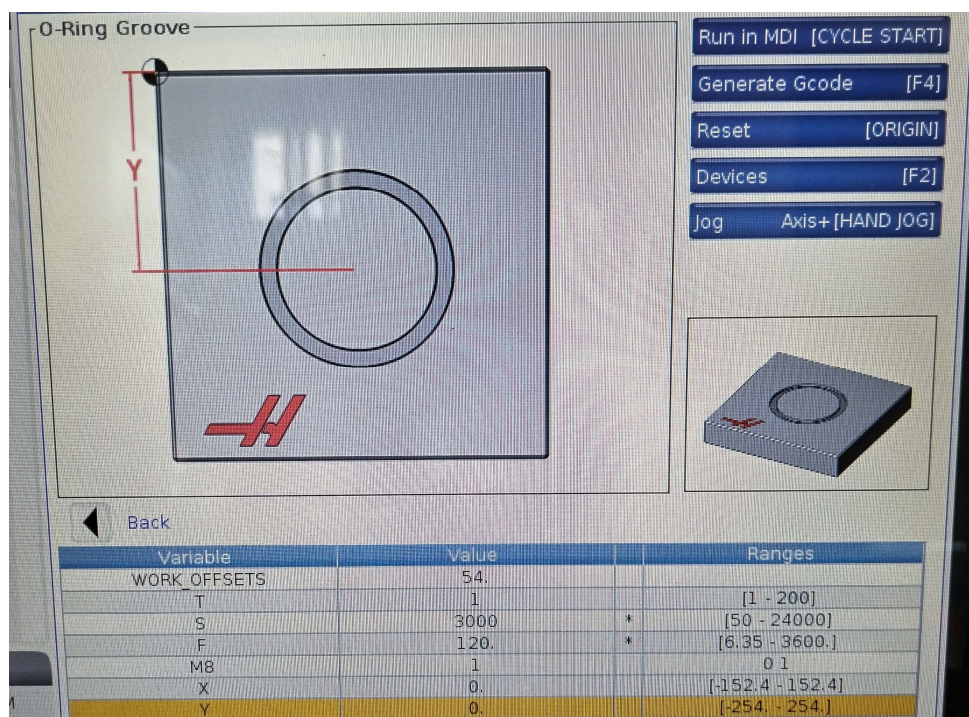 O-Ring Groove
Y
Run in MDI [CYCLE START]
Generate Gcode [F4]
Reset [ORIGIN]
Devices [F2]
Jog Axis+[HAND JOG]
Back
Variable Value Ranges
WORK_OFFSETS 54.
T 1 [1 - 200]
S 3000 * [50 - 24000]
F 120. * [6.35 - 3600.]
M8 1 0 1
X 0. [-152.4 - 152.4]
Y 0. [-254. - 254.]